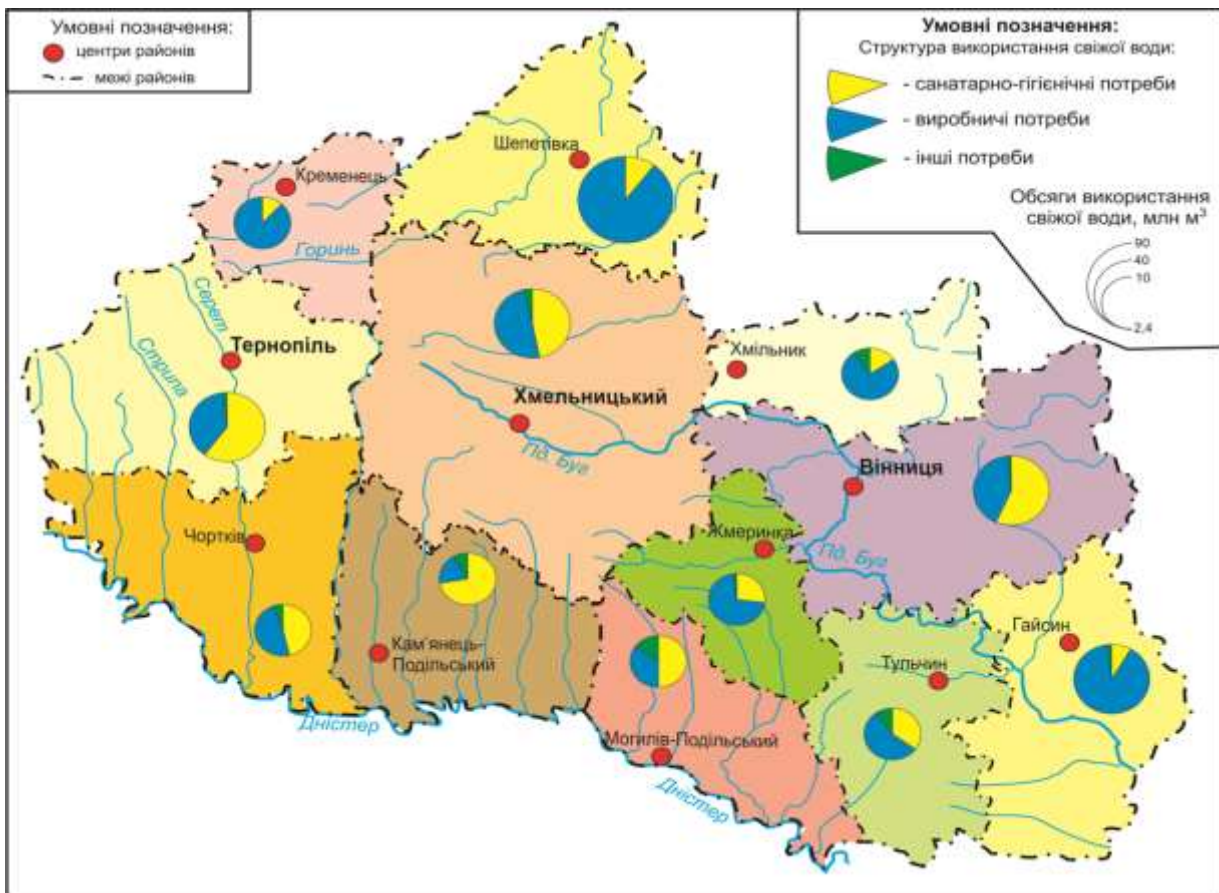 Умовні позначення:
центри районів
межі районів
Умовні позначення:
Структура використання свіжої води:
- санатарно-гігієнічні потреби
- виробничі потреби
- інші потреби
Обсяги використання
свіжої води, млн м³
90
40
10
2,4
Шепетівка
Кременець
Горинь
Серет
Стрипа
Тернопіль
Хмільник
Хмельницький
Пд. Буг
Вінниця
Чортків
Жмеринка
Пд. Буг
Гайсин
Кам'янець-
Подільський
Тульчин
Дністер
Могилів-Подільський
Дністер